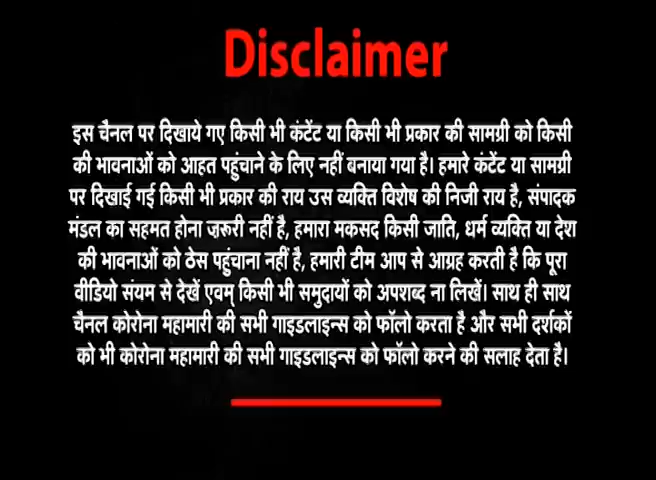 Disclaimer
इस चैनल पर दिखाये गए किसी भी कंटेंट या किसी भी प्रकार की सामग्री को किसी
की भावनाओं को आहत पहुंचाने के लिए नहीं बनाया गया है। हमारे कंटेंट या सामग्री
पर दिखाई गई किसी भी प्रकार की राय उस व्यक्ति विशेष की निजी राय है, संपादक
मंडल का सहमत होना ज़रूरी नहीं है, हमारा मकसद किसी जाति, धर्म व्यक्ति या देश
की भावनाओं को ठेस पहुंचाना नहीं है, हमारी टीम आप से आग्रह करती है कि पूरा
वीडियो संयम से देखें एवम् किसी भी समुदायों को अपशब्द ना लिखें। साथ ही साथ
चैनल कोरोना महामारी की सभी गाइडलाइन्स को फॉलो करता है और सभी दर्शकों
को भी कोरोना महामारी की सभी गाइडलाइन्स को फॉलो करने की सलाह देता है।